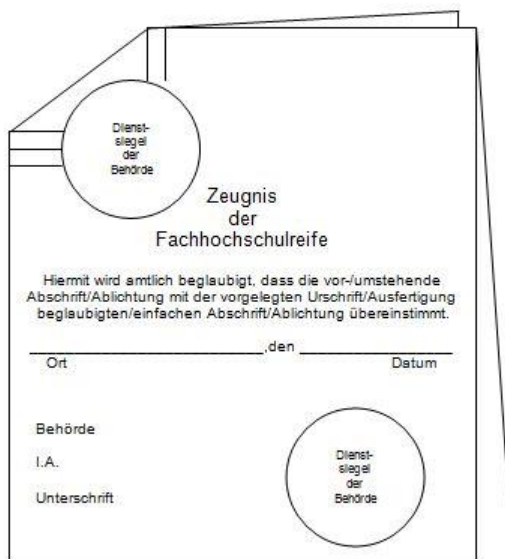 Dienst-
siegel
der
Behörde
Zeugnis
der
Fachhochschulreife
Hiermit wird amtlich beglaubigt, dass die vor-/umstehende
Abschrift/Ablichtung mit der vorgelegten Urschrift/Ausfertigung
beglaubigten/einfachen Abschrift/Ablichtung übereinstimmt.
,den
Ort Datum
Behörde
I.A.
Unterschrift
Dienst-
siegel
der
Behörde